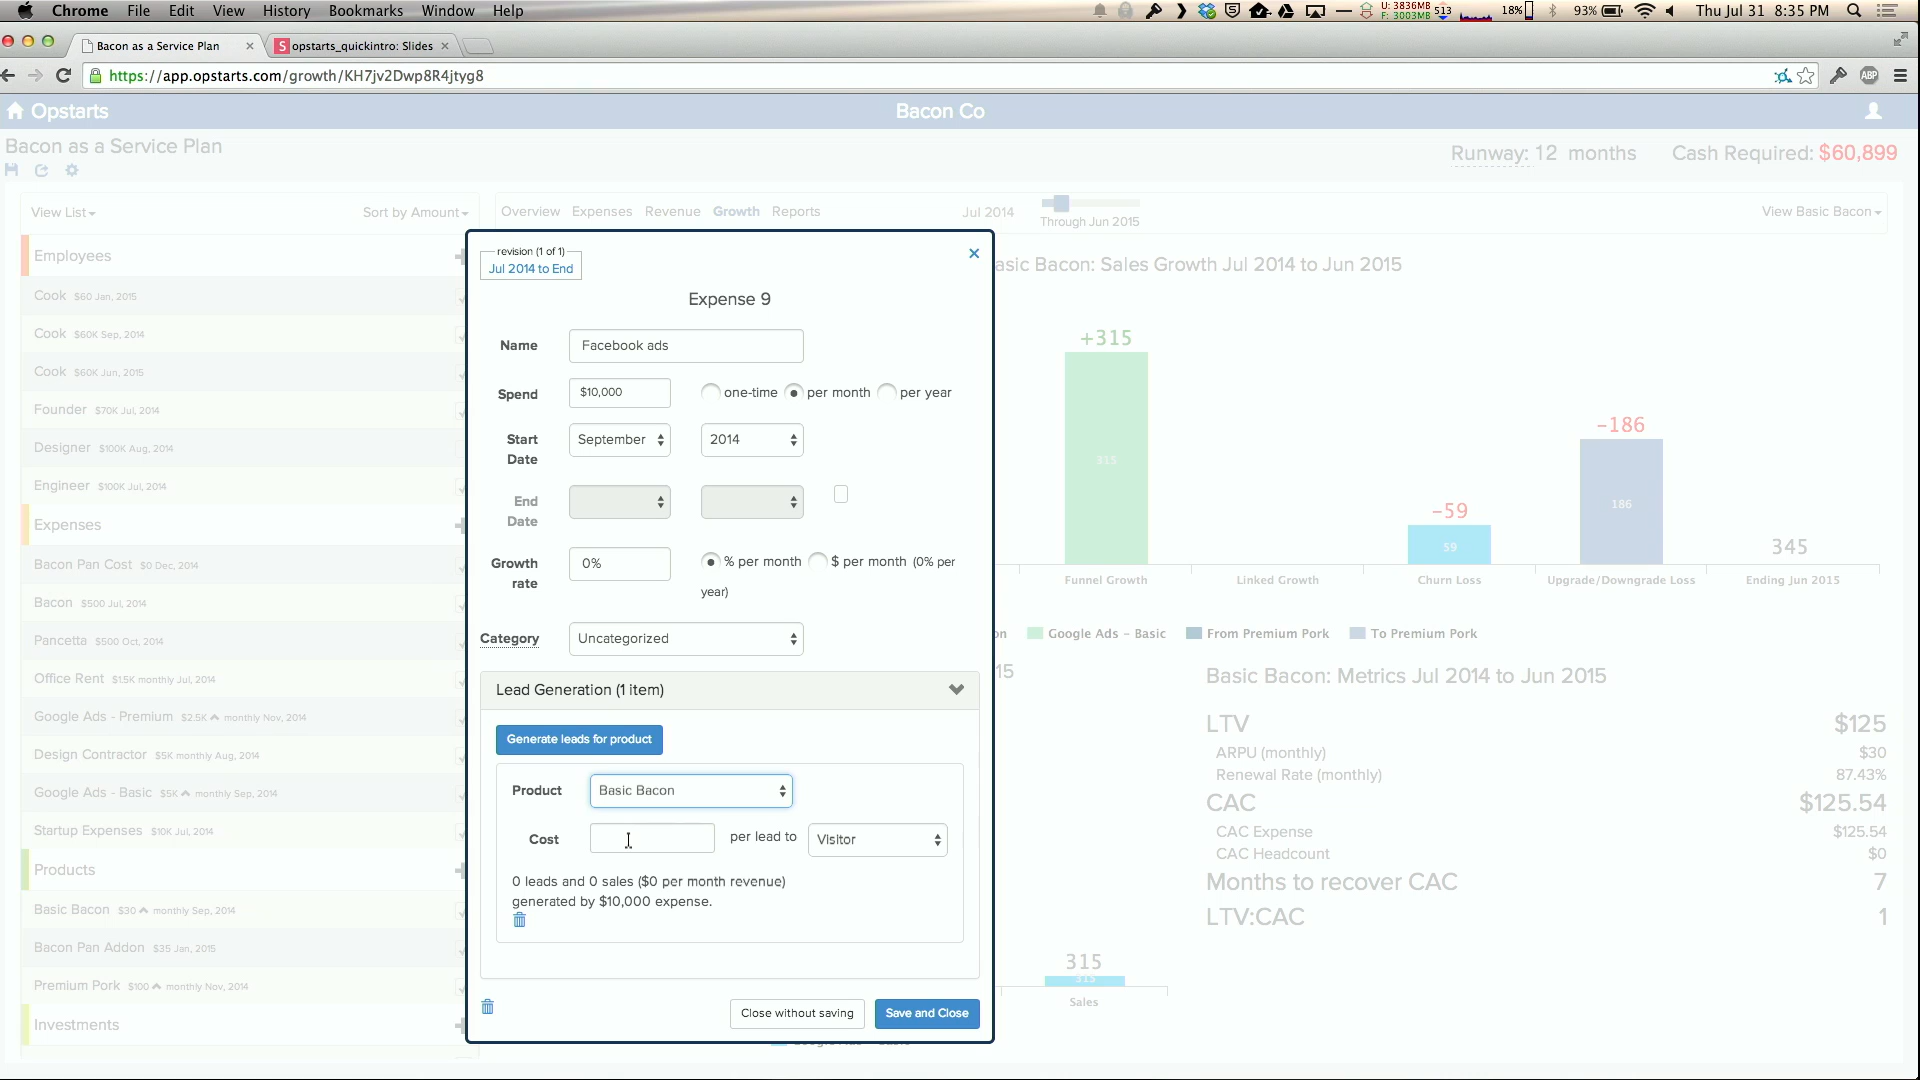 Chrome File Edit View History Bookmarks Window Help
U: 3836MB
F: 3003MB
513
18%
93%
Thu Jul 31 8:35 PM
Bacon as a Service Plan
S opstarts_quickintro: Slides
https://app.opstarts.com/growth/KH7jv2Dwp8R4jtyg8
ABP
Opstarts
Bacon Co
Bacon as a Service Plan
Runway: 12 months
Cash Required: $60,899
View List
Sort by Amount
Overview Expenses Revenue Growth Reports
Jul 2014
Through Jun 2015
View Basic Bacon
Employees
Cook $60 Jan, 2015
Cook $60K Sep, 2014
Cook $60K Jun, 2015
Founder $70K Jul, 2014
Designer $100K Aug, 2014
Engineer $100K Jul, 2014
Expenses
Bacon Pan Cost $0 Dec, 2014
Bacon $500 Jul, 2014
Pancetta $500 Oct, 2014
Office Rent $1.5K monthly Jul, 2014
Google Ads - Premium $2.5K monthly Nov, 2014
Design Contractor $5K monthly Aug, 2014
Google Ads - Basic $5K monthly Sep, 2014
Startup Expenses $10K Jul, 2014
Products
Basic Bacon $30 monthly Sep, 2014
Bacon Pan Addon $35 Jan, 2015
Premium Pork $100 monthly Nov, 2014
Investments
revision (1 of 1)
Jul 2014 to End
Expense 9
Name Facebook ads
Spend $10,000 one-time per month per year
Start Date September 2014
End Date
Growth rate 0% % per month $ per month (0% per year)
Category Uncategorized
Lead Generation (1 item)
Generate leads for product
Product Basic Bacon
Cost per lead to Visitor
0 leads and 0 sales ($0 per month revenue)
generated by $10,000 expense.
Close without saving
Save and Close
asic Bacon: Sales Growth Jul 2014 to Jun 2015
+315
315
-59
59
-186
186
345
Funnel Growth Linked Growth Churn Loss Upgrade/Downgrade Loss Ending Jun 2015
on Google Ads - Basic From Premium Pork To Premium Pork
15
Basic Bacon: Metrics Jul 2014 to Jun 2015
LTV $125
ARPU (monthly) $30
Renewal Rate (monthly) 87.43%
CAC $125.54
CAC Expense $125.54
CAC Headcount $0
Months to recover CAC 7
LTV:CAC 1
315
315
Sales